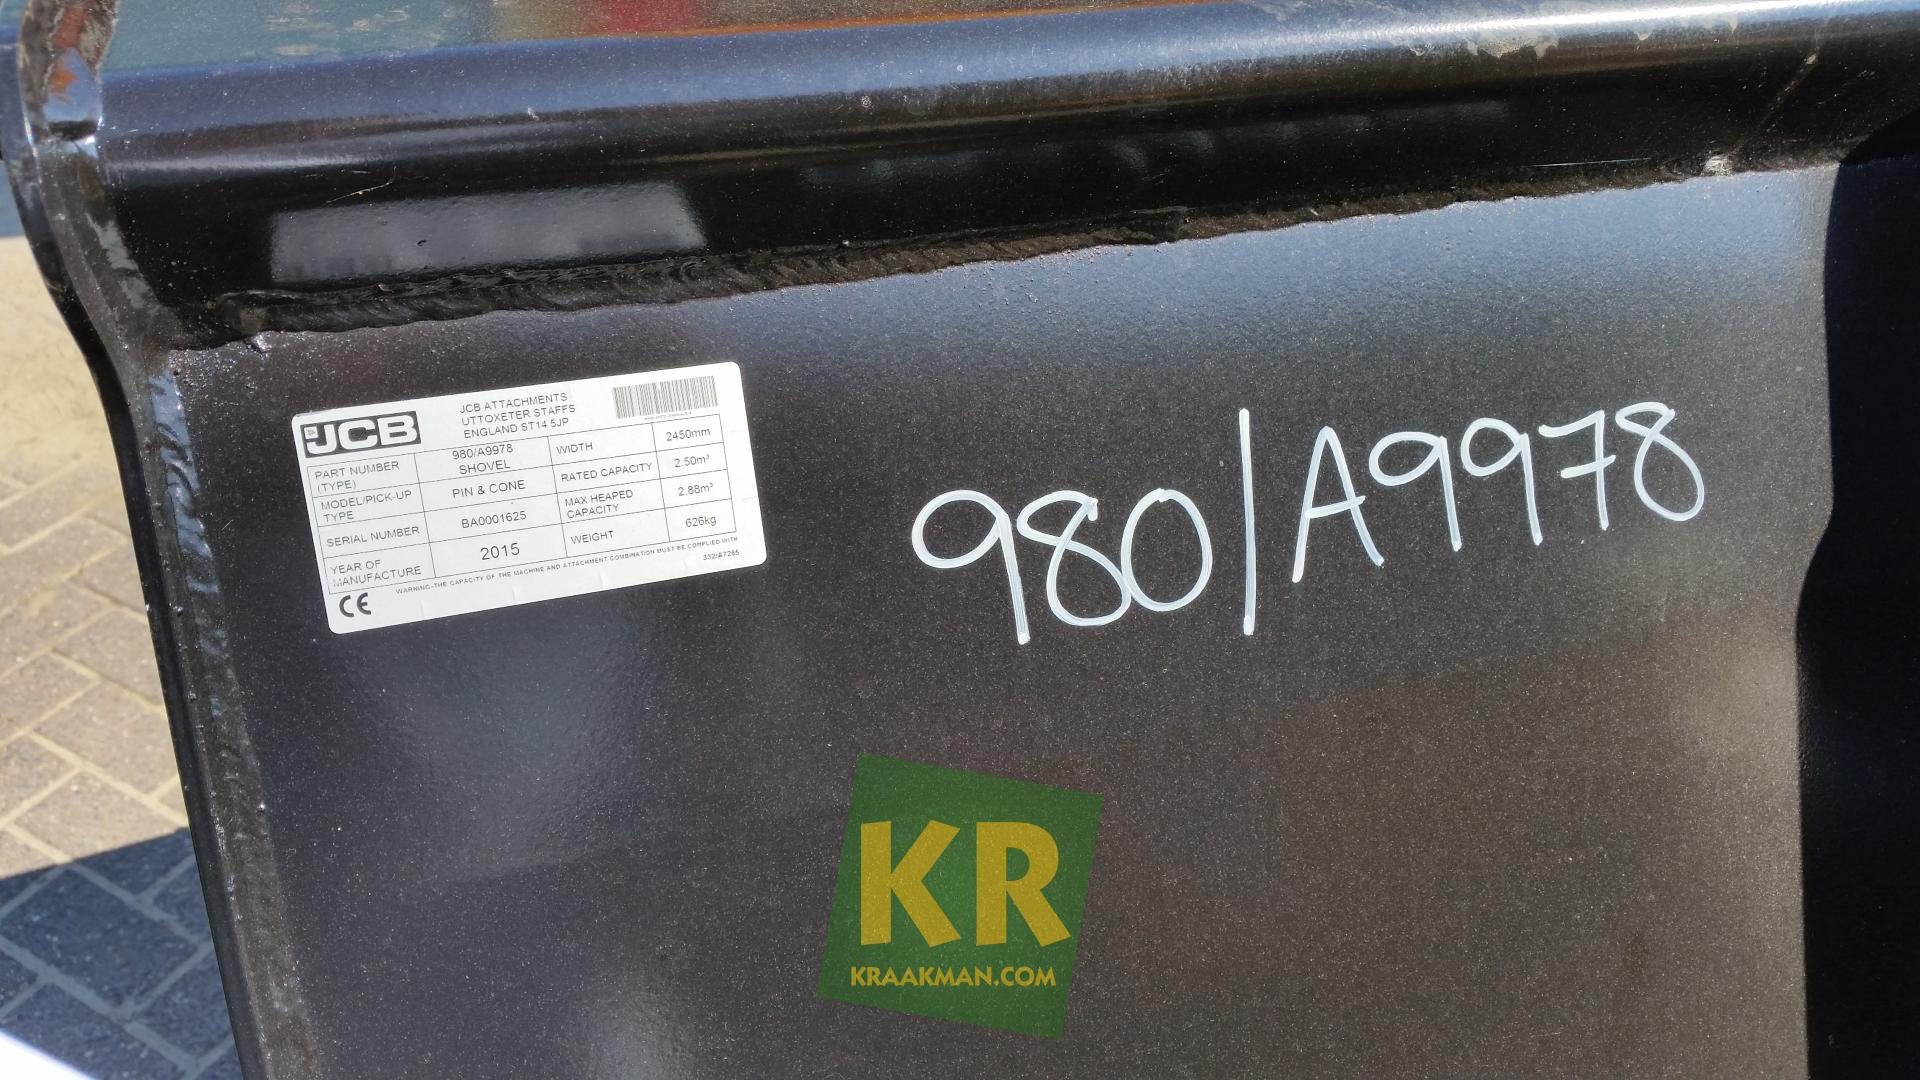 JCB
JCB ATTACHMENTS
UTTOXETER STAFFS
ENGLAND ST14 5JP
PART NUMBER (TYPE) 980/A9978 SHOVEL WIDTH 2450mm
MODEL/PICK-UP TYPE PIN & CONE RATED CAPACITY 2.50m³
SERIAL NUMBER BA0001625 MAX HEAPED CAPACITY 2.88m³
YEAR OF MANUFACTURE 2015 WEIGHT 626kg
CE WARNING-THE CAPACITY OF THE MACHINE AND ATTACHMENT COMBINATION MUST BE COMPLIED WITH
332/A7285
980/A9978
KR
KRAAKMAN.COM